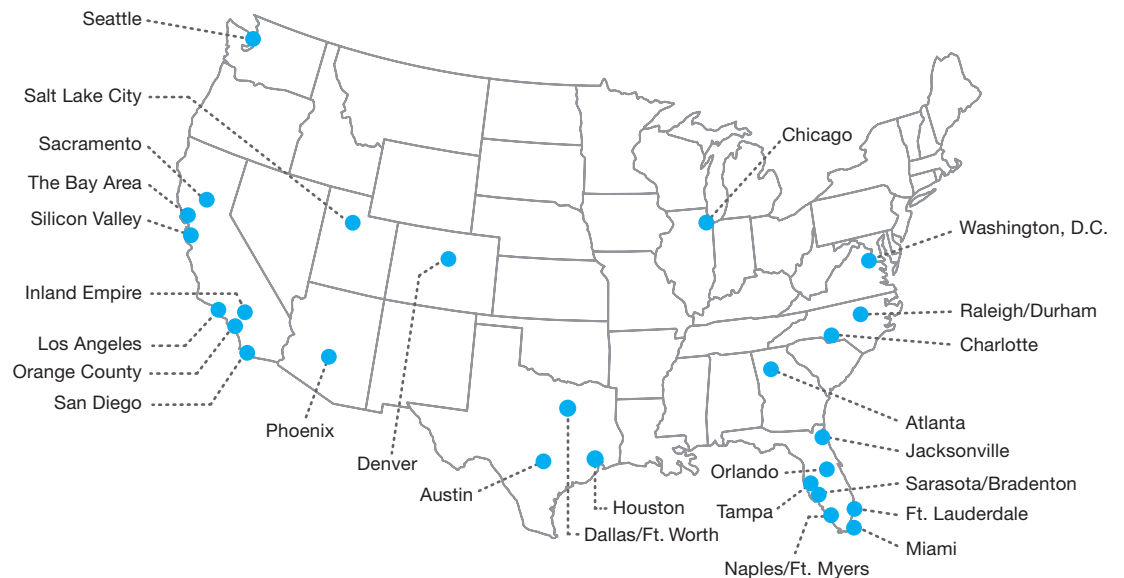 Seattle
Salt Lake City
Sacramento
The Bay Area
Silicon Valley
Inland Empire
Los Angeles
Orange County
San Diego
Phoenix
Denver
Austin
Houston
Dallas/Ft. Worth
Chicago
Washington, D.C.
Raleigh/Durham
Charlotte
Atlanta
Jacksonville
Orlando
Sarasota/Bradenton
Tampa
Ft. Lauderdale
Miami
Naples/Ft. Myers